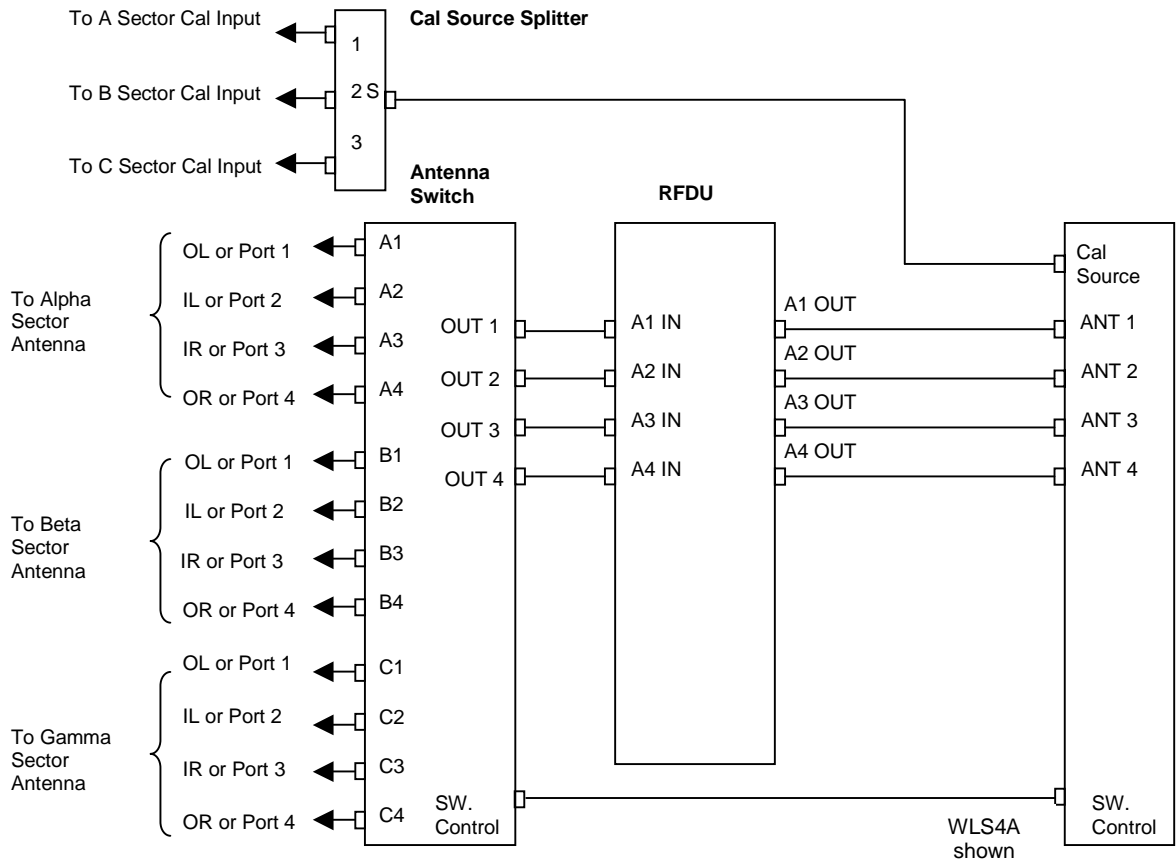 To A Sector Cal Input
Cal Source Splitter
1
To B Sector Cal Input
2 S
3
To C Sector Cal Input
Antenna
Switch
RFDU
To Alpha
Sector
Antenna
OL or Port 1
IL or Port 2
IR or Port 3
OR or Port 4
A1
A2
A3
A4
To Beta
Sector
Antenna
OL or Port 1
IL or Port 2
IR or Port 3
OR or Port 4
B1
B2
B3
B4
To Gamma
Sector
Antenna
OL or Port 1
IL or Port 2
IR or Port 3
OR or Port 4
C1
C2
C3
C4
OUT 1
OUT 2
OUT 3
OUT 4
SW.
Control
A1 IN
A2 IN
A3 IN
A4 IN
A1 OUT
A2 OUT
A3 OUT
A4 OUT
Cal
Source
ANT 1
ANT 2
ANT 3
ANT 4
SW.
Control
WLS4A
shown